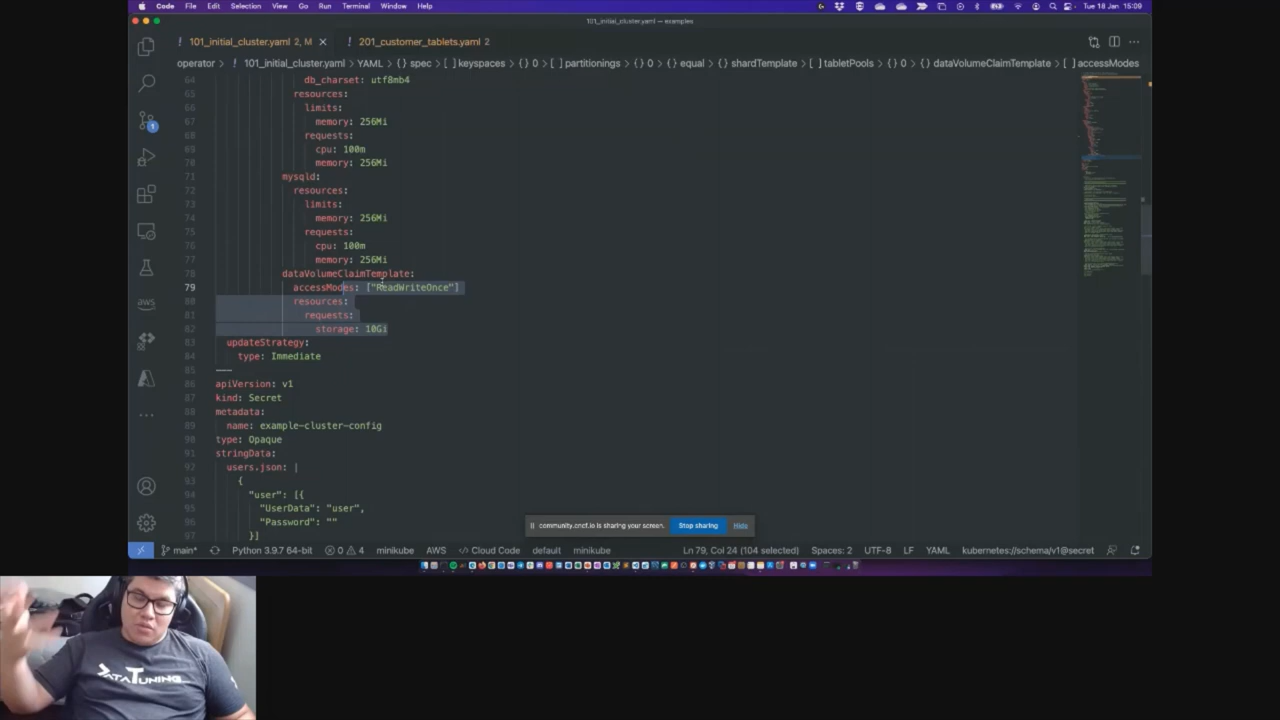 Code File Edit Selection View Go Run Terminal Window Help
Tue 18 Jan 15:09
101_initial_cluster.yaml — examples
101_initial_cluster.yaml 2, M
201_customer_tablets.yaml 2
operator > 101_initial_cluster.yaml > YAML > {} spec > [ ] keyspaces > {} 0 > [ ] partitionings > {} 0 > {} equal > {} shardTemplate > [ ] tabletPools > {} 0 > {} dataVolumeClaimTemplate > [ ] accessModes
64 db_charset: utf8mb4
65 resources:
66 limits:
67 memory: 256Mi
68 requests:
69 cpu: 100m
70 memory: 256Mi
71 mysqld:
72 resources:
73 limits:
74 memory: 256Mi
75 requests:
76 cpu: 100m
77 memory: 256Mi
78 dataVolumeClaimTemplate:
79 accessModes: ["ReadWriteOnce"]
80 resources:
81 requests:
82 storage: 10Gi
83 updateStrategy:
84 type: Immediate
85 ---
86 apiVersion: v1
87 kind: Secret
88 metadata:
89 name: example-cluster-config
90 type: Opaque
91 stringData:
92 users.json: |
93 {
94 "user": [{
95 "UserData": "user",
96 "Password": ""
97 }]
1
aws
community.cncf.io is sharing your screen.
Stop sharing
Hide
main*
Python 3.9.7 64-bit
0
4
minikube
AWS
Cloud Code
default
minikube
Ln 79, Col 24 (104 selected)
Spaces: 2
UTF-8
LF
YAML
kubernetes://schema/v1@secret
DATATUNING